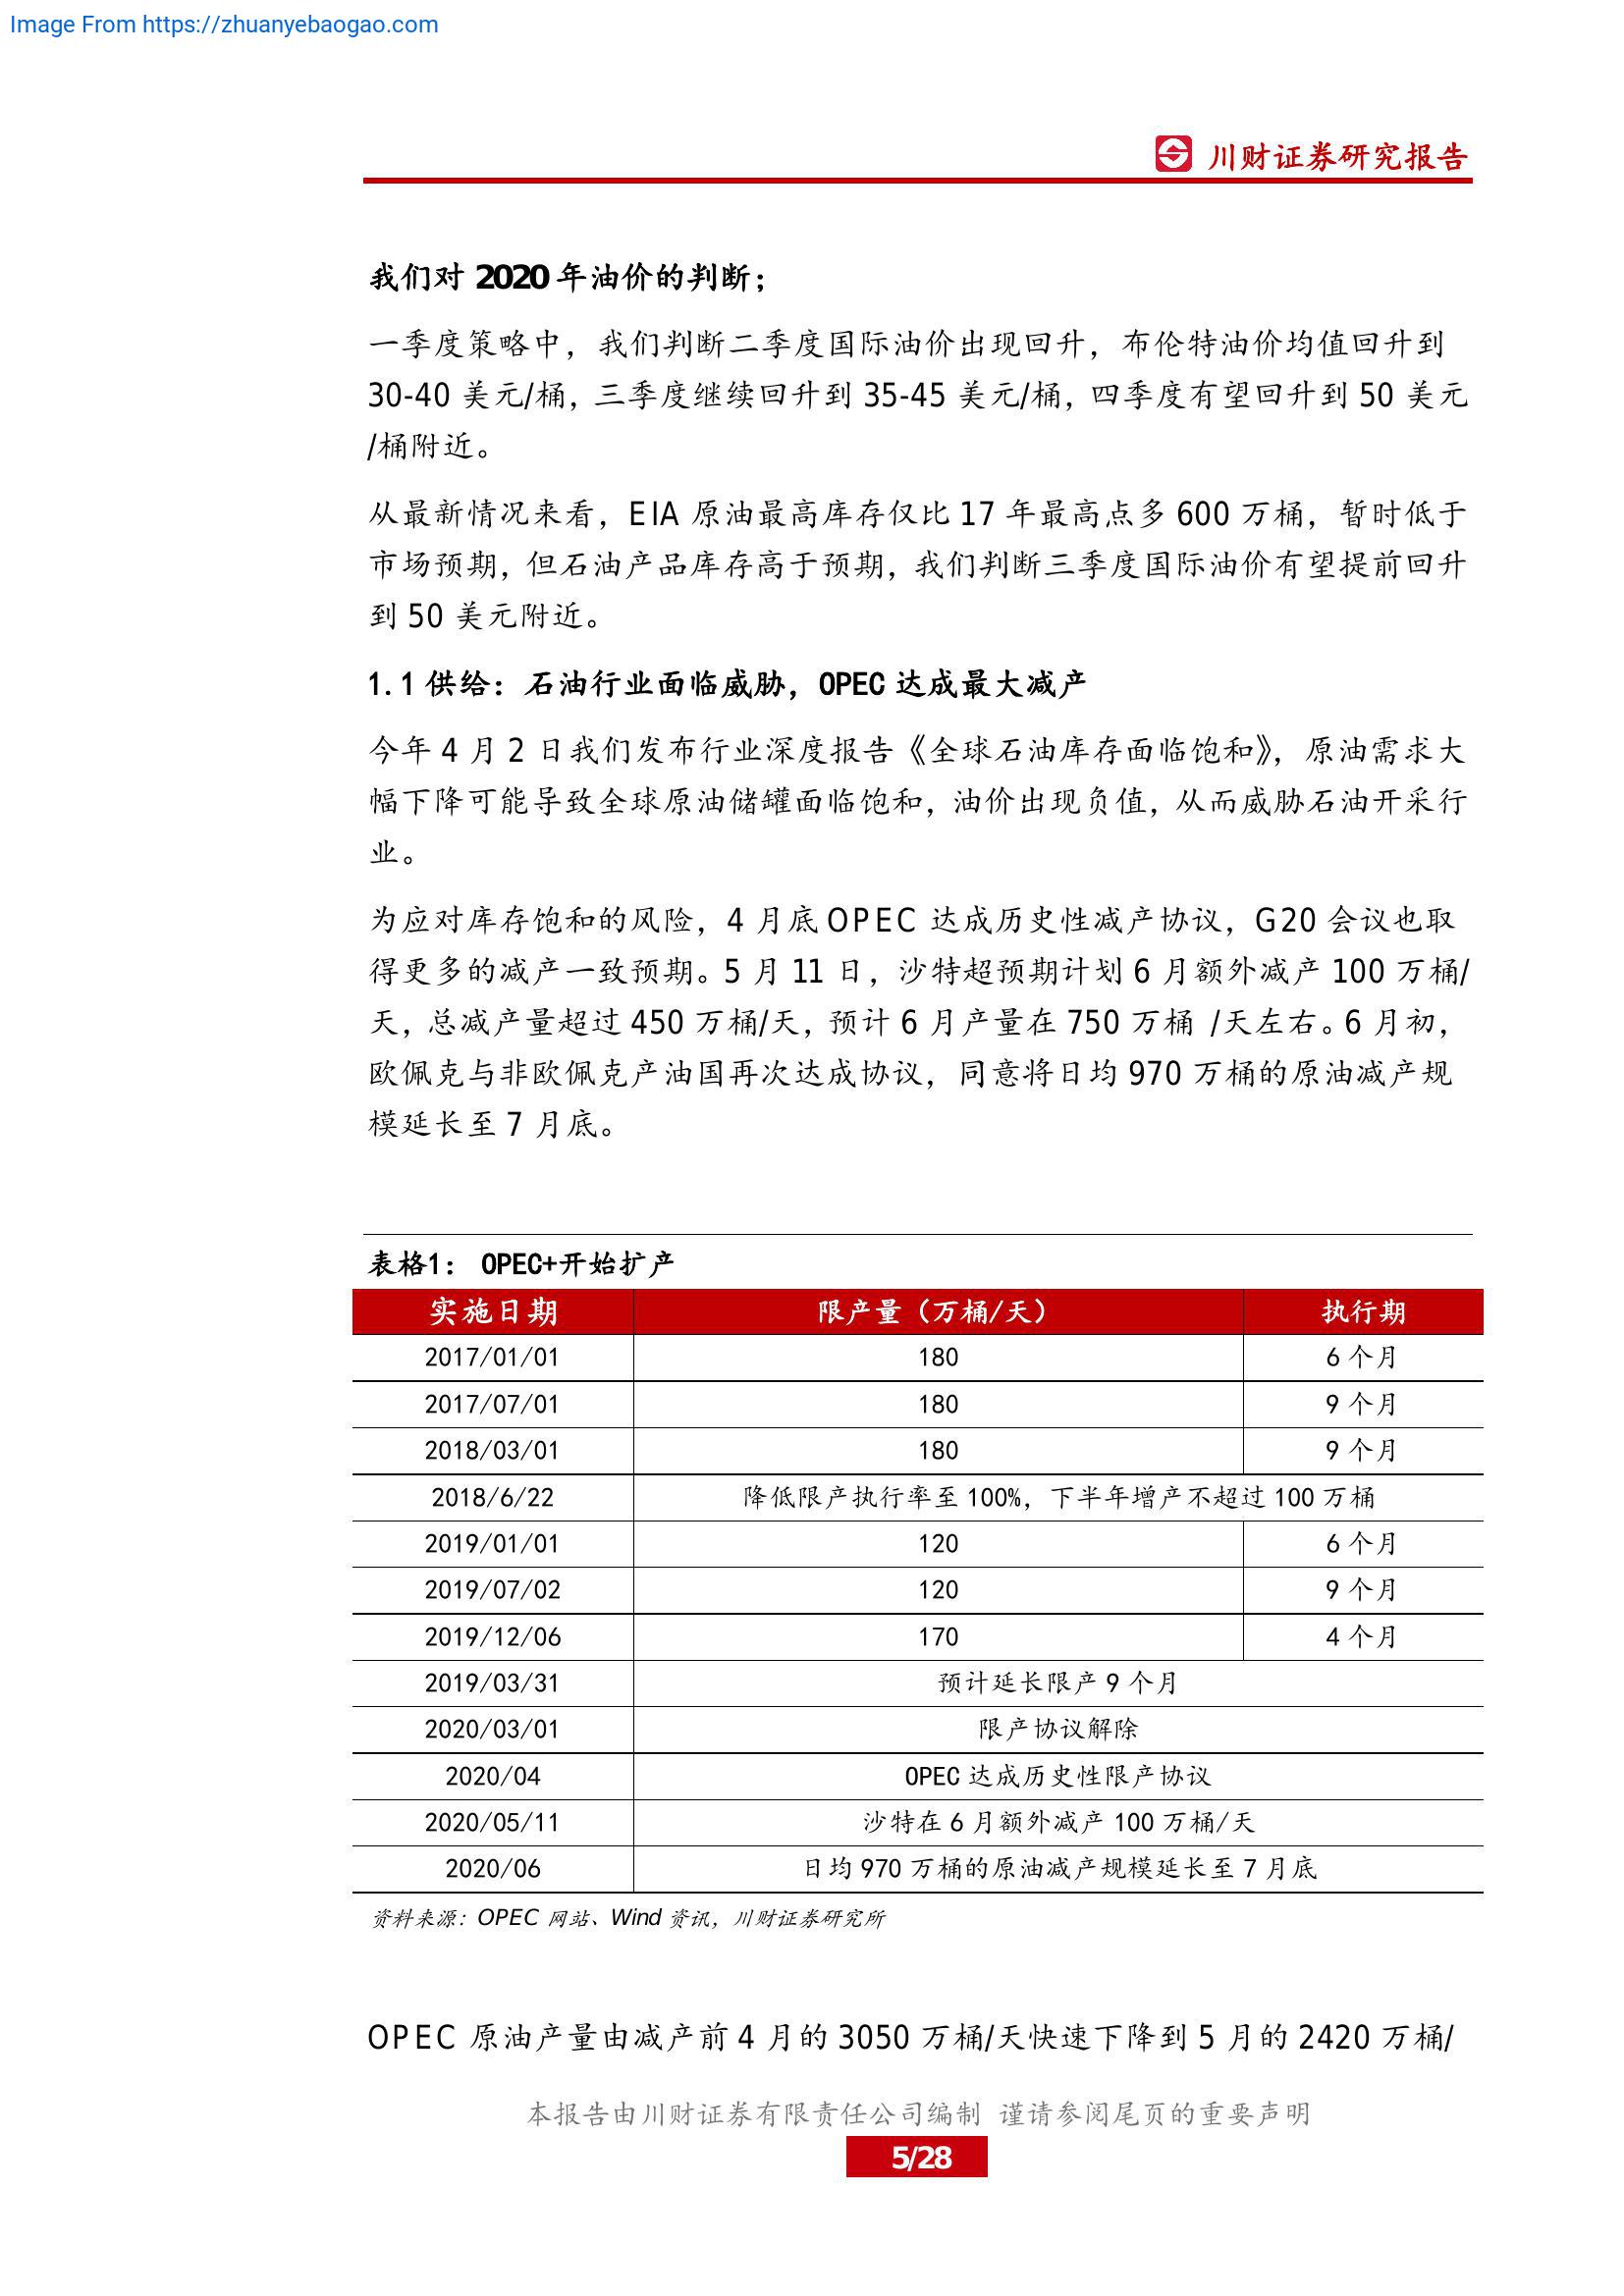 Image From https://zhuanyebaogao.com
川财证券研究报告
我们对 2020 年油价的判断；
一季度策略中，我们判断二季度国际油价出现回升，布伦特油价均值回升到
30-40 美元/桶，三季度继续回升到 35-45 美元/桶，四季度有望回升到 50 美元
/桶附近。
从最新情况来看，EIA 原油最高库存仅比 17 年最高点多 600 万桶，暂时低于
市场预期，但石油产品库存高于预期，我们判断三季度国际油价有望提前回升
到 50 美元附近。
1.1 供给：石油行业面临威胁，OPEC 达成最大减产
今年 4 月 2 日我们发布行业深度报告《全球石油库存面临饱和》，原油需求大
幅下降可能导致全球原油储罐面临饱和，油价出现负值，从而威胁石油开采行
业。
为应对库存饱和的风险，4 月底 OPEC 达成历史性减产协议，G20 会议也取
得更多的减产一致预期。5 月 11 日，沙特超预期计划 6 月额外减产 100 万桶/
天，总减产量超过 450 万桶/天，预计 6 月产量在 750 万桶 /天左右。6 月初，
欧佩克与非欧佩克产油国再次达成协议，同意将日均 970 万桶的原油减产规
模延长至 7 月底。
表格1： OPEC+开始扩产
实施日期 限产量（万桶/天） 执行期
2017/01/01 180 6 个月
2017/07/01 180 9 个月
2018/03/01 180 9 个月
2018/6/22 降低限产执行率至 100%，下半年增产不超过 100 万桶
2019/01/01 120 6 个月
2019/07/02 120 9 个月
2019/12/06 170 4 个月
2019/03/31 预计延长限产 9 个月
2020/03/01 限产协议解除
2020/04 OPEC 达成历史性限产协议
2020/05/11 沙特在 6 月额外减产 100 万桶/天
2020/06 日均 970 万桶的原油减产规模延长至 7 月底
资料来源：OPEC 网站、Wind 资讯，川财证券研究所
OPEC 原油产量由减产前 4 月的 3050 万桶/天快速下降到 5 月的 2420 万桶/
本报告由川财证券有限责任公司编制 谨请参阅尾页的重要声明
5/28